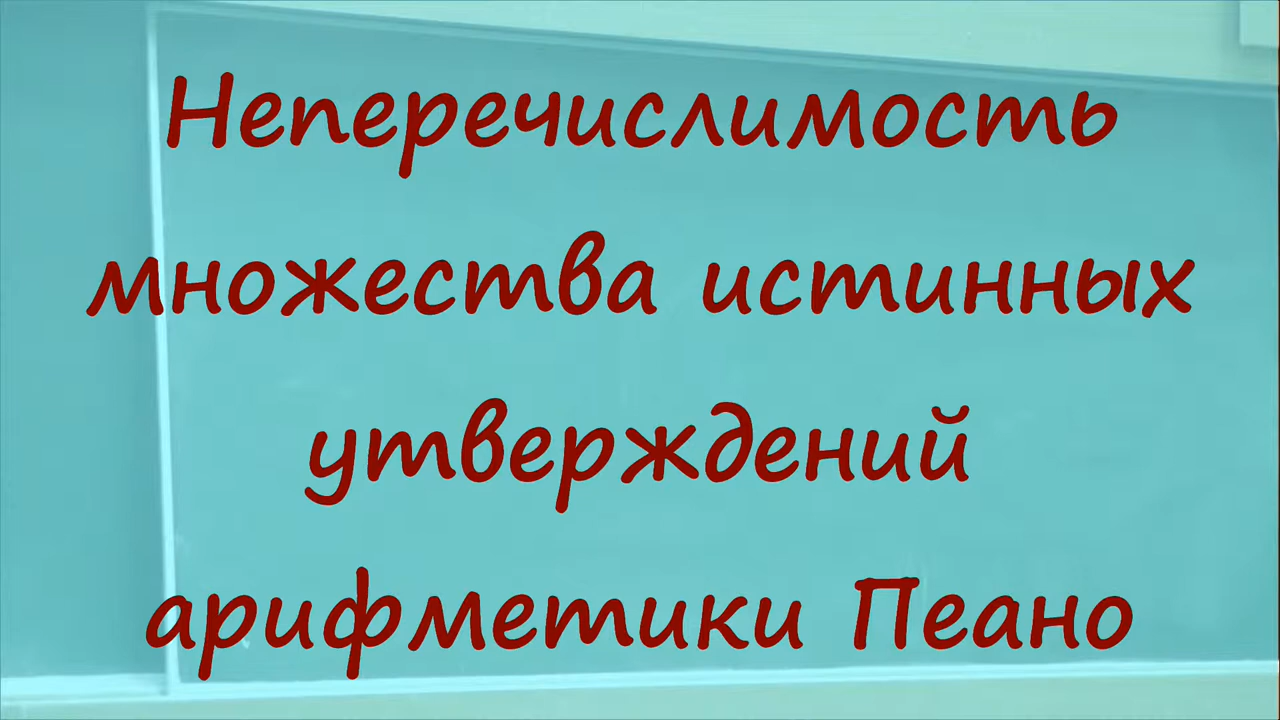 Неперечислимость
множества истинных
утверждений
арифметики Пеано